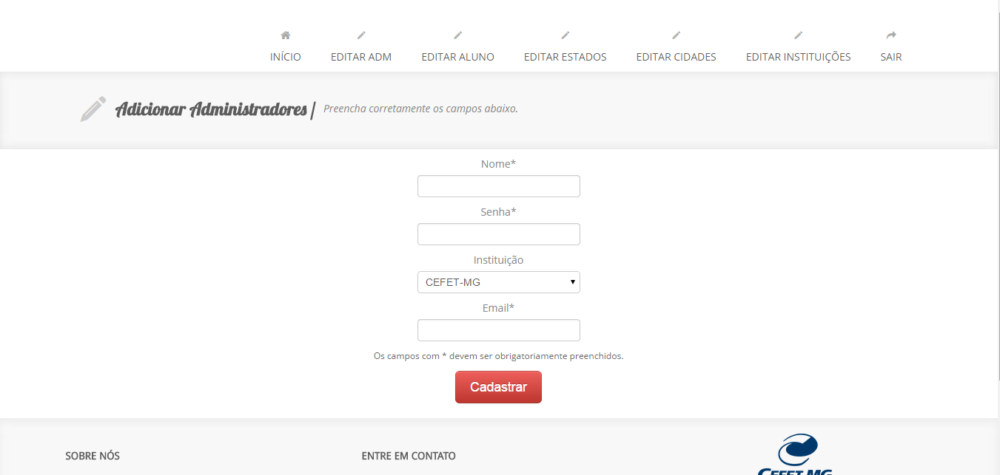 INÍCIO EDITAR ADM EDITAR ALUNO EDITAR ESTADOS EDITAR CIDADES EDITAR INSTITUIÇÕES SAIR
Adicionar Administradores / Preencha corretamente os campos abaixo.
Nome*
Senha*
Instituição
CEFET-MG
Email*
Os campos com * devem ser obrigatoriamente preenchidos.
Cadastrar
SOBRE NÓS ENTRE EM CONTATO
CEFET-MG